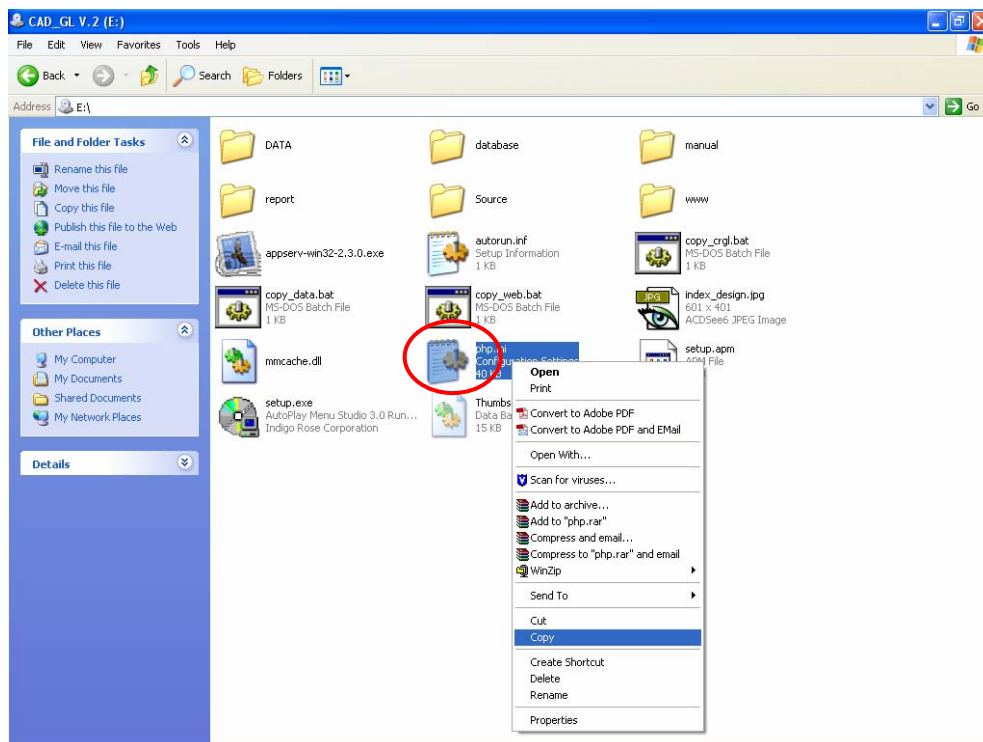 CAD_GL V.2 (E:)
File Edit View Favorites Tools Help
Back Search Folders
Address E:\ Go
File and Folder Tasks
Rename this file
Move this file
Copy this file
Publish this file to the Web
E-mail this file
Print this file
Delete this file
Other Places
My Computer
My Documents
Shared Documents
My Network Places
Details
DATA
database
manual
report
Source
www
appserv-win32-2.3.0.exe
autorun.inf
Setup Information
1 KB
copy_crgl.bat
MS-DOS Batch File
1 KB
copy_data.bat
MS-DOS Batch File
1 KB
copy_web.bat
MS-DOS Batch File
1 KB
JPG
index_design.jpg
601 x 401
ACDSee6 JPEG Image
mmcache.dll
php.ini
Configuration Settings
40 KB
setup.apm
APM File
setup.exe
AutoPlay Menu Studio 3.0 Run...
Indigo Rose Corporation
Thumbs
Data Ba
15 KB
Open
Print
Convert to Adobe PDF
Convert to Adobe PDF and EMail
Open With...
Scan for viruses...
Add to archive...
Add to "php.rar"
Compress and email...
Compress to "php.rar" and email
WinZip
Send To
Cut
Copy
Create Shortcut
Delete
Rename
Properties